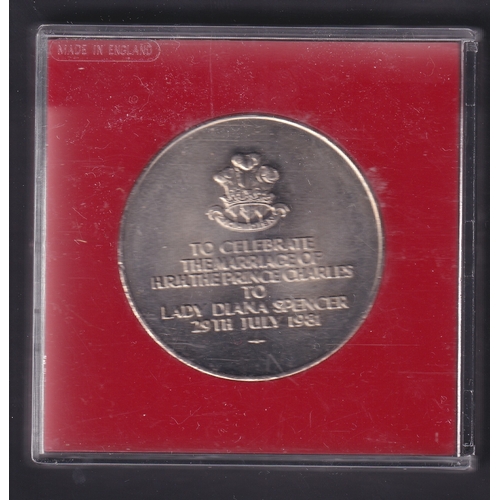 MADE IN ENGLAND
TO CELEBRATE
THE MARRIAGE OF
H.R.H. THE PRINCE CHARLES
TO
LADY DIANA SPENCER
29TH JULY 1981